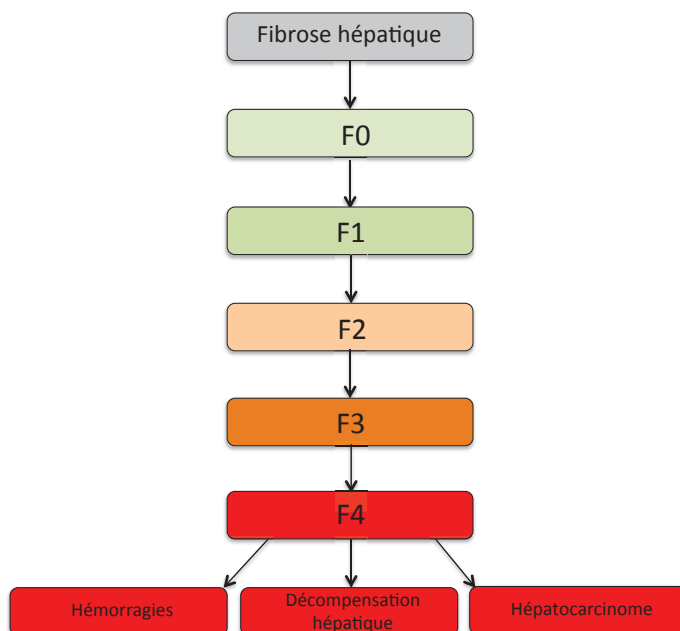 Fibrose hépatique
F0
F1
F2
F3
F4
Hémorragies
Décompensation
hépatique
Hépatocarcinome